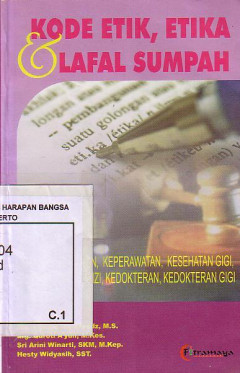 KODE ETIK, ETIKA
& LAFAL SUMPAH
HARAPAN BANGSA
ERTO
04
d
C.1
N, KEPERAWATAN, KESEHATAN GIGI,
ZI, KEDOKTERAN, KEDOKTERAN GIGI
M.S.
Sri Arini Winarti, SKM, M.Kep.
Hesty Widyasih, SST.
Fitramaya